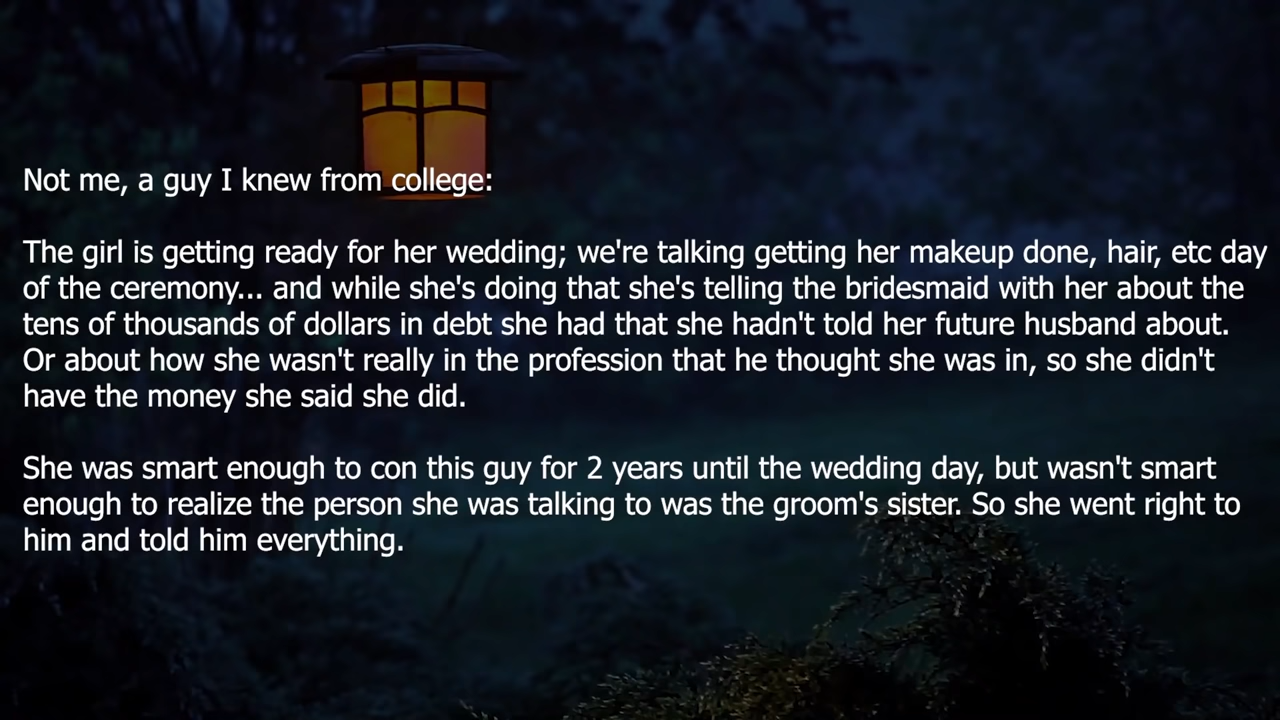 Not me, a guy I knew from college:
The girl is getting ready for her wedding; we're talking getting her makeup done, hair, etc day
of the ceremony... and while she's doing that she's telling the bridesmaid with her about the
tens of thousands of dollars in debt she had that she hadn't told her future husband about.
Or about how she wasn't really in the profession that he thought she was in, so she didn't
have the money she said she did.
She was smart enough to con this guy for 2 years until the wedding day, but wasn't smart
enough to realize the person she was talking to was the groom's sister. So she went right to
him and told him everything.